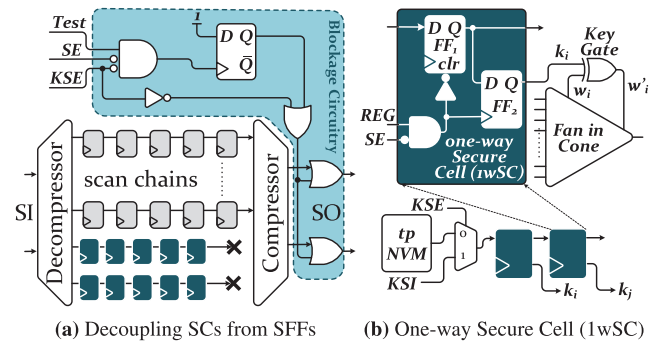 Test
SE
KSE
1
D Q
Q̅
Blockage Circuitry
Decompressor
SI
scan chains
Compressor
SO
(a) Decoupling SCs from SFFs
D Q
FF₁
clr
D Q
FF₂
REG
SE
one-way
Secure
Cell (1wSC)
kᵢ
Key
Gate
wᵢ
w'ᵢ
Fan in
Cone
KSE
tp
NVM
0
1
KSI
kᵢ
kⱼ
(b) One-way Secure Cell (1wSC)